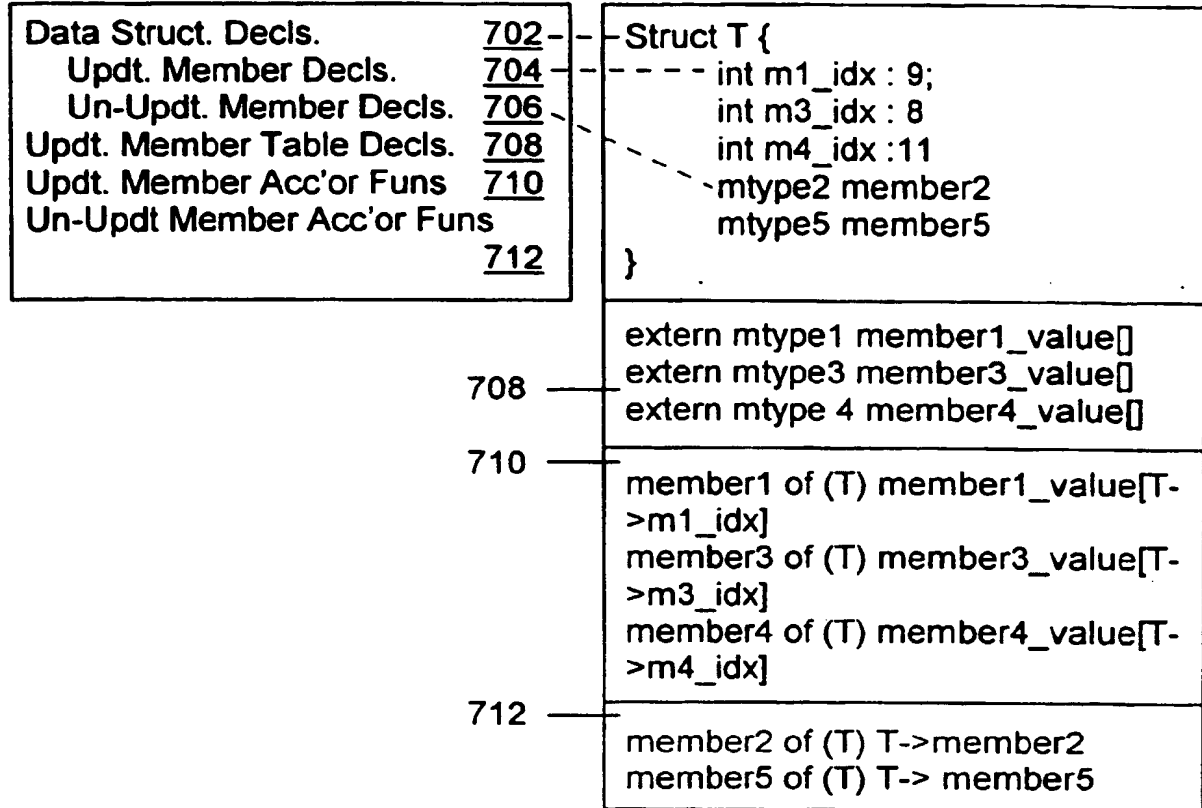 Data Struct. Decls. 702
Updt. Member Decls. 704
Un-Updt. Member Decls. 706
Updt. Member Table Decls. 708
Updt. Member Acc'or Funs 710
Un-Updt Member Acc'or Funs
712
Struct T {
int m1_idx : 9;
int m3_idx : 8
int m4_idx :11
mtype2 member2
mtype5 member5
}
708
extern mtype1 member1_value[]
extern mtype3 member3_value[]
extern mtype 4 member4_value[]
710
member1 of (T) member1_value[T-
>m1_idx]
member3 of (T) member3_value[T-
>m3_idx]
member4 of (T) member4_value[T-
>m4_idx]
712
member2 of (T) T->member2
member5 of (T) T-> member5